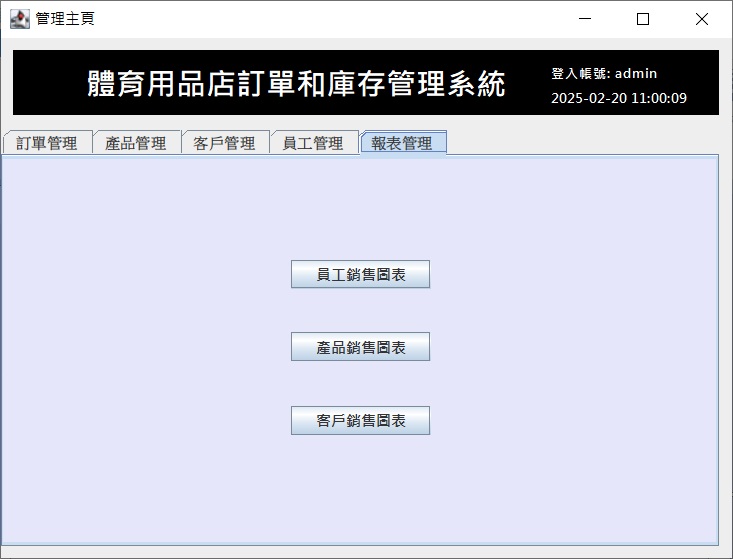 管理主頁
體育用品店訂單和庫存管理系統
登入帳號: admin
2025-02-20 11:00:09
訂單管理 產品管理 客戶管理 員工管理 報表管理
員工銷售圖表
產品銷售圖表
客戶銷售圖表